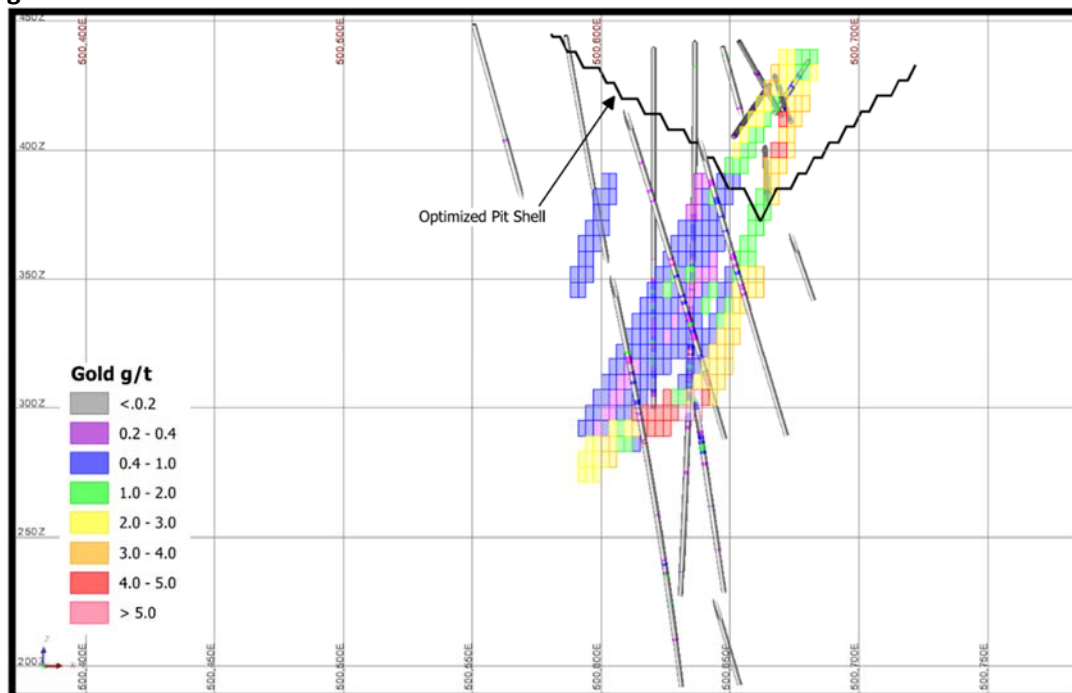 450Z
400Z
350Z
300Z
250Z
200Z
500,400E
500,500E
500,600E
500,700E
Optimized Pit Shell
Gold g/t
<.0.2
0.2 - 0.4
0.4 - 1.0
1.0 - 2.0
2.0 - 3.0
3.0 - 4.0
4.0 - 5.0
> 5.0
500,400E
500,450E
500,500E
500,550E
500,600E
500,650E
500,700E
500,750E
Z